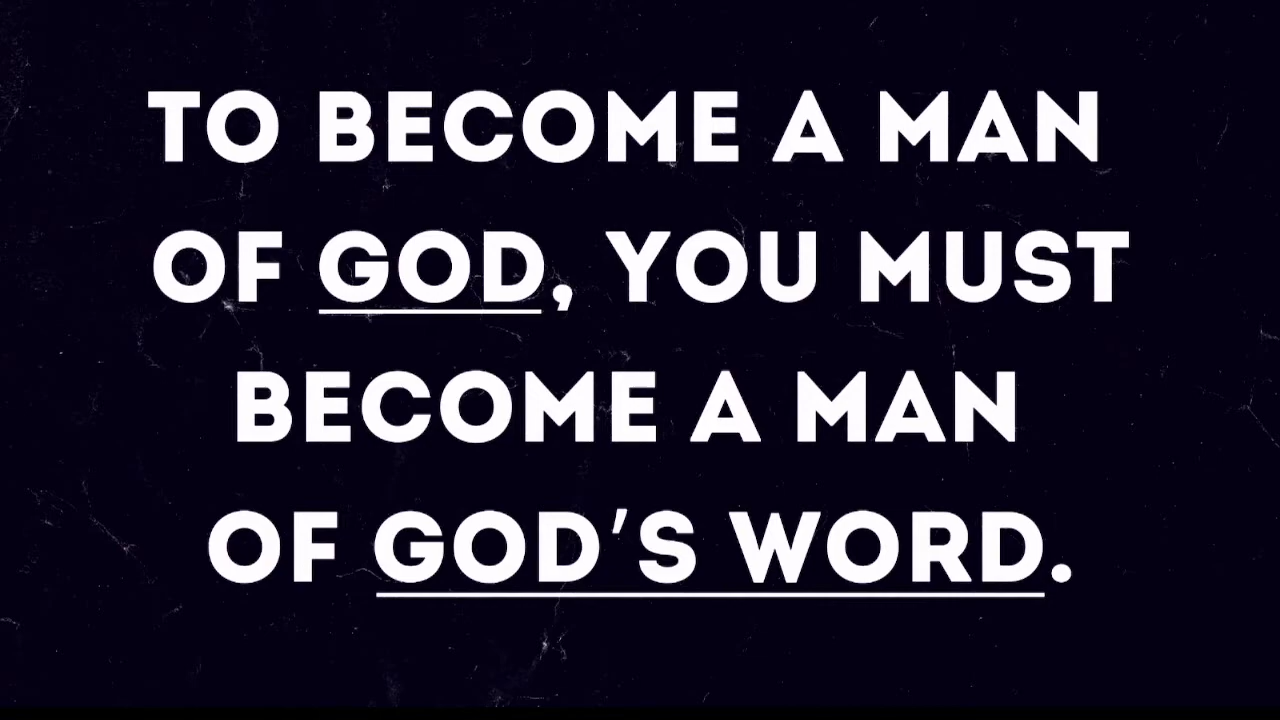 TO BECOME A MAN
OF GOD, YOU MUST
BECOME A MAN
OF GOD'S WORD.